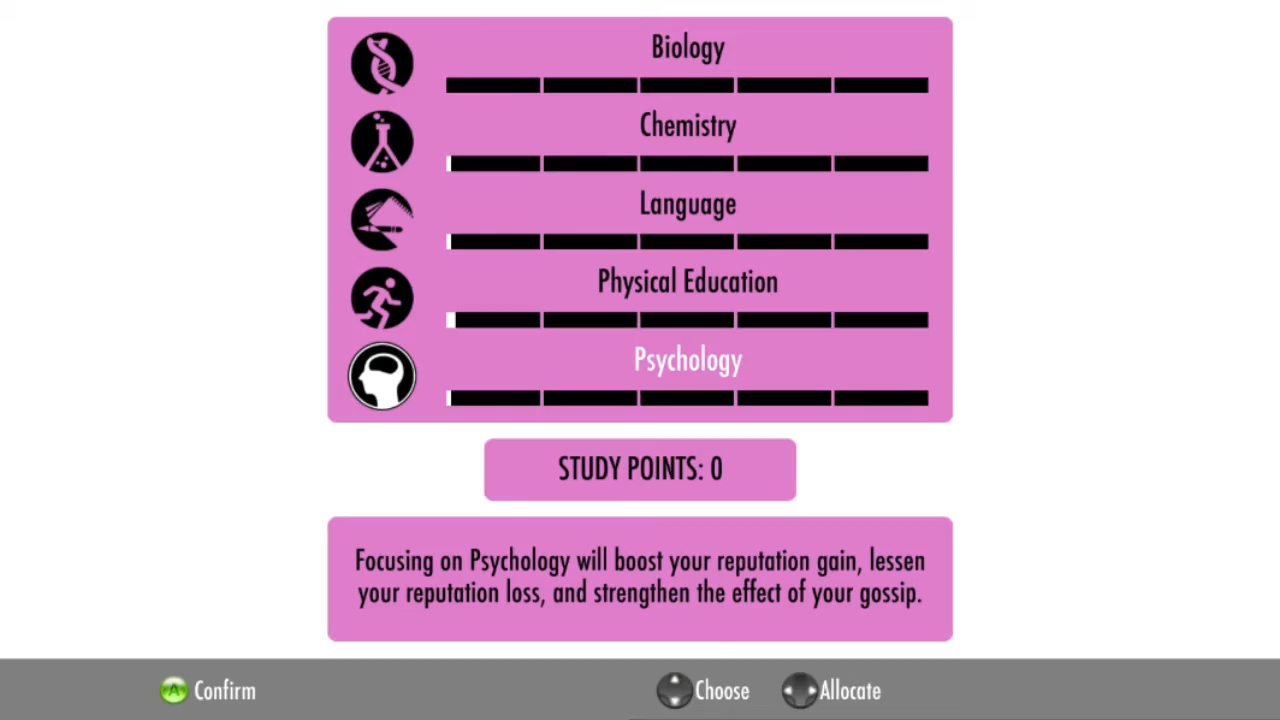 Biology
Chemistry
Language
Physical Education
Psychology
STUDY POINTS: 0
Focusing on Psychology will boost your reputation gain, lessen
your reputation loss, and strengthen the effect of your gossip.
A Confirm
Choose
Allocate